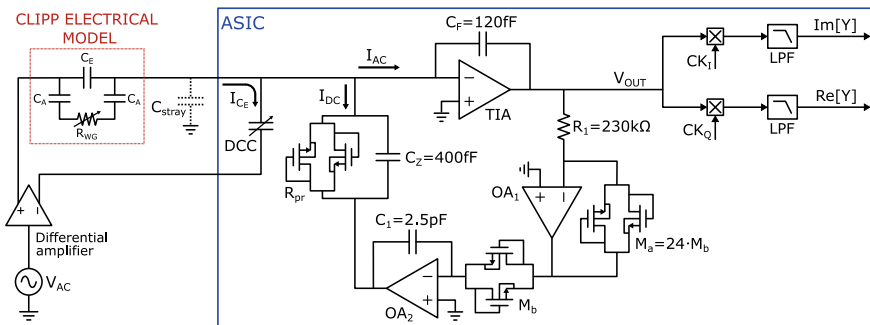 CLIPP ELECTRICAL
MODEL
ASIC
C_E
C_A
C_A
R_WG
C_stray
I_CE
DCC
I_DC
I_AC
C_F=120fF
−
+
TIA
V_OUT
CK_I
LPF
Im[Y]
CK_Q
LPF
Re[Y]
R_1=230kΩ
R_pr
C_Z=400fF
OA_1
+
−
M_a=24·M_b
C_1=2.5pF
−
+
OA_2
M_b
+
−
Differential
amplifier
V_AC